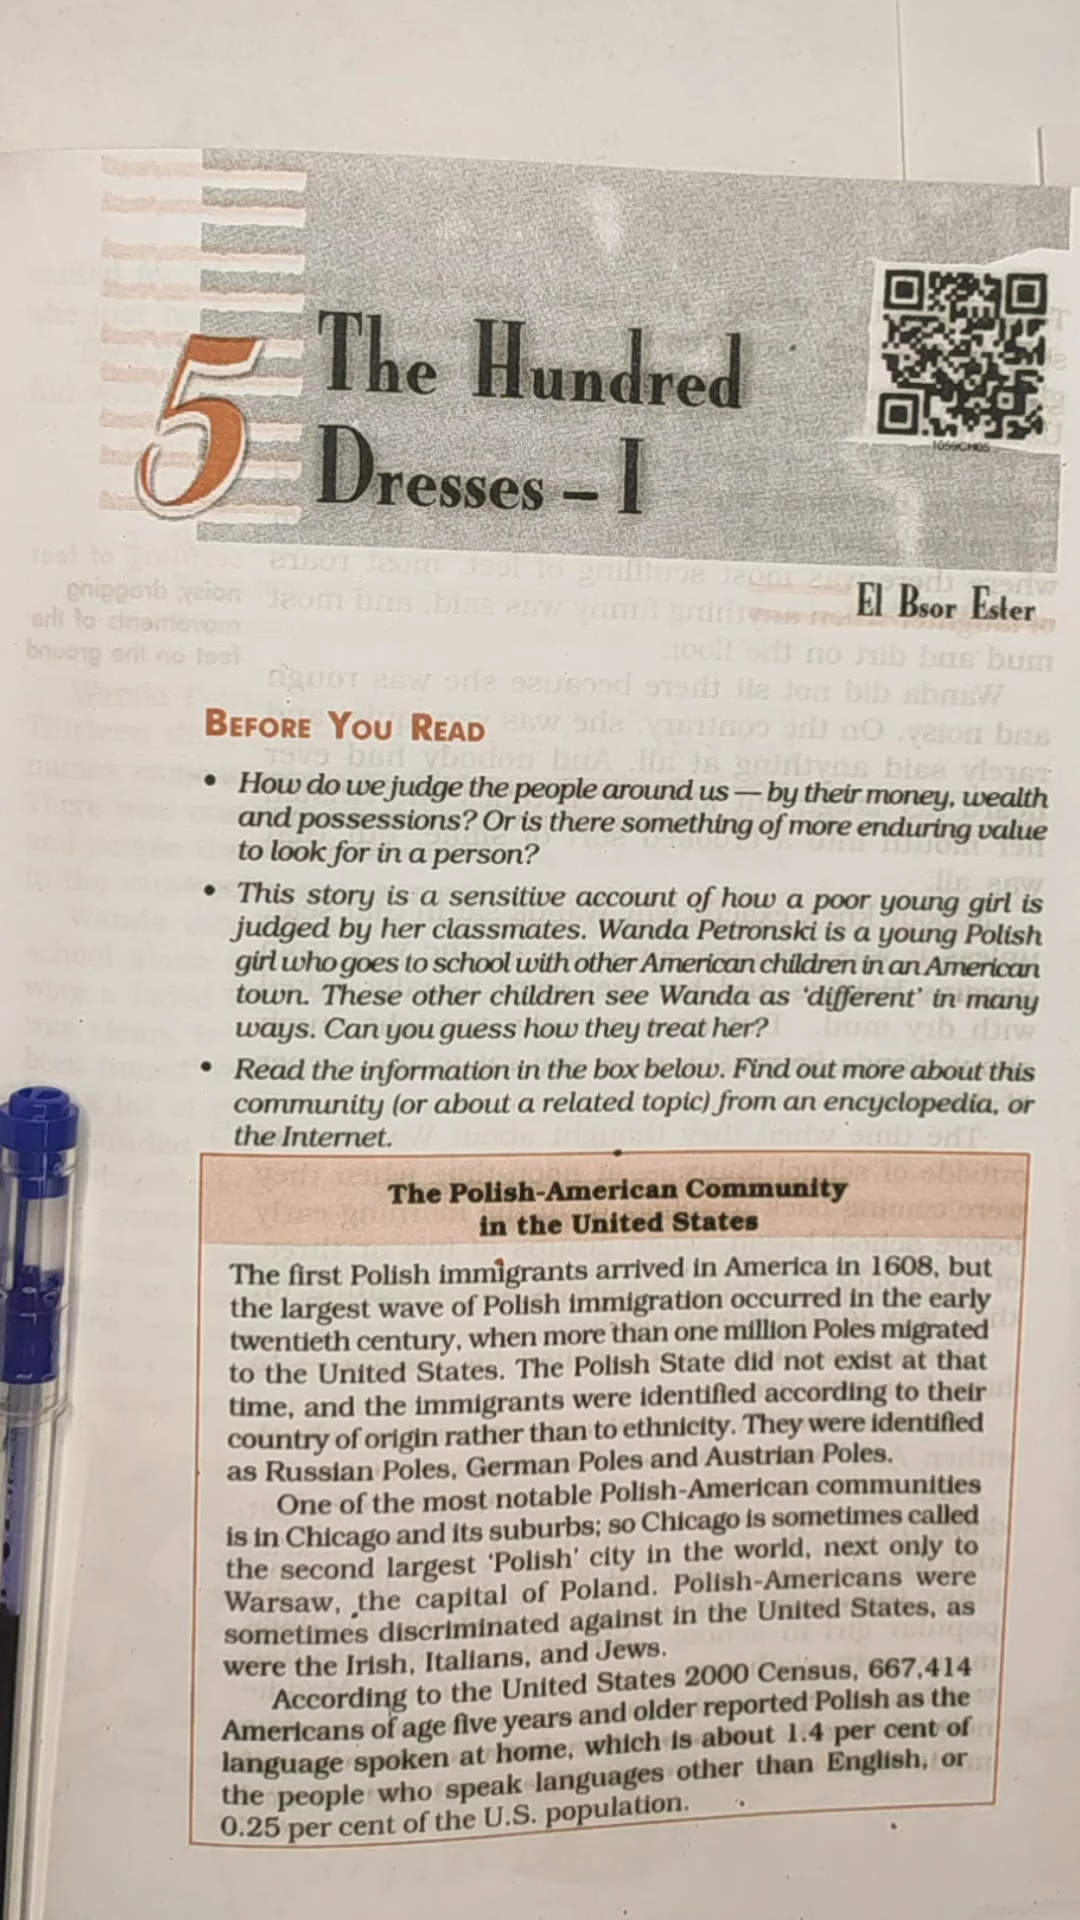 5
The Hundred
Dresses – I
1059CH05
El Bsor Ester
BEFORE YOU READ
• How do we judge the people around us — by their money, wealth
and possessions? Or is there something of more enduring value
to look for in a person?
• This story is a sensitive account of how a poor young girl is
judged by her classmates. Wanda Petronski is a young Polish
girl who goes to school with other American children in an American
town. These other children see Wanda as ‘different’ in many
ways. Can you guess how they treat her?
• Read the information in the box below. Find out more about this
community (or about a related topic) from an encyclopedia, or
the Internet.
The Polish-American Community
in the United States
The first Polish immigrants arrived in America in 1608, but
the largest wave of Polish immigration occurred in the early
twentieth century, when more than one million Poles migrated
to the United States. The Polish State did not exist at that
time, and the immigrants were identified according to their
country of origin rather than to ethnicity. They were identified
as Russian Poles, German Poles and Austrian Poles.
One of the most notable Polish-American communities
is in Chicago and its suburbs; so Chicago is sometimes called
the second largest ‘Polish’ city in the world, next only to
Warsaw, the capital of Poland. Polish-Americans were
sometimes discriminated against in the United States, as
were the Irish, Italians, and Jews.
According to the United States 2000 Census, 667,414
Americans of age five years and older reported Polish as the
language spoken at home, which is about 1.4 per cent of
the people who speak languages other than English, or
0.25 per cent of the U.S. population.